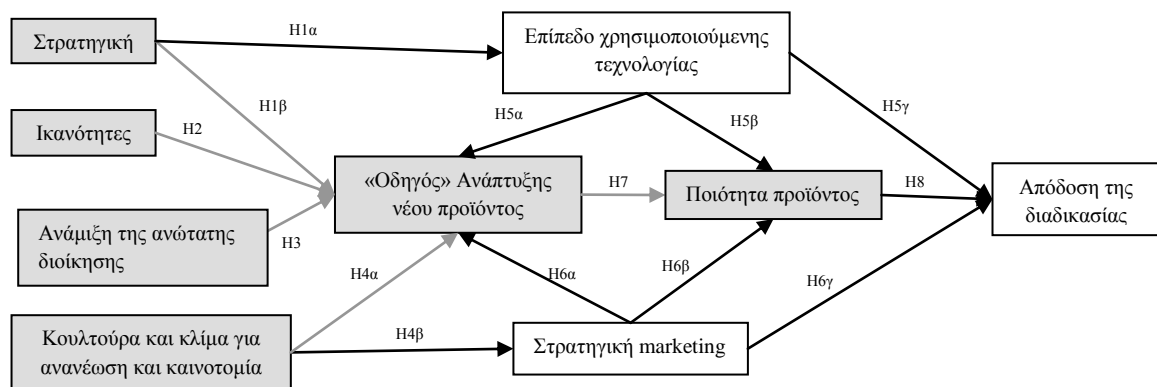 Στρατηγική
H1α
Επίπεδο χρησιμοποιούμενης
τεχνολογίας
H1β
H5α
H5β
H5γ
Ικανότητες
H2
«Οδηγός» Ανάπτυξης
νέου προϊόντος
H7
Ποιότητα προϊόντος
H8
Απόδοση της
διαδικασίας
Ανάμιξη της ανώτατης
διοίκησης
H3
H4α
H6α
H6β
H6γ
Κουλτούρα και κλίμα για
ανανέωση και καινοτομία
H4β
Στρατηγική marketing